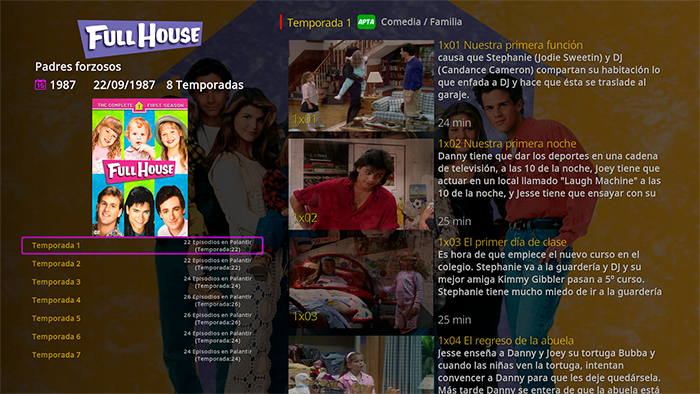 FULL HOUSE
Padres forzosos
15 1987 22/09/1987 8 Temporadas
THE COMPLETE FIRST SEASON
FULL HOUSE
Temporada 1
22 Episodios en Palantir
(Temporada:22)
Temporada 2
22 Episodios en Palantir
(Temporada:22)
Temporada 3
24 Episodios en Palantir
(Temporada:24)
Temporada 4
26 Episodios en Palantir
(Temporada:26)
Temporada 5
26 Episodios en Palantir
(Temporada:26)
Temporada 6
24 Episodios en Palantir
(Temporada:24)
Temporada 7
24 Episodios en Palantir
(Temporada:24)
Temporada 1 APTA Comedia / Familia
1x01
1x01 Nuestra primera función
causa que Stephanie (Jodie Sweetin) y DJ
(Candance Cameron) compartan su habitación lo
que enfada a DJ y hace que ésta se traslade al
garaje.
24 min
1x02
1x02 Nuestra primera noche
Danny tiene que dar los deportes en una cadena
de televisión, a las 10 de la noche, Joey tiene que
actuar en un local llamado "Laugh Machine" a las
10 de la noche, y Jesse tiene que ensayar con su
25 min
1x03
1x03 El primer día de clase
Es hora de que empiece el nuevo curso en el
colegio. Stephanie va a la guardería y DJ y su
mejor amiga Kimmy Gibbler pasan a 5º curso.
Stephanie tiene mucho miedo de ir a la guardería
25 min
1x04 El regreso de la abuela
Jesse enseña a Danny y Joey su tortuga Bubba y
cuando las niñas ven la tortuga, intentan
convencer a Danny para que les deje quedársela.
Más tarde Danny se entera de que la abuela está